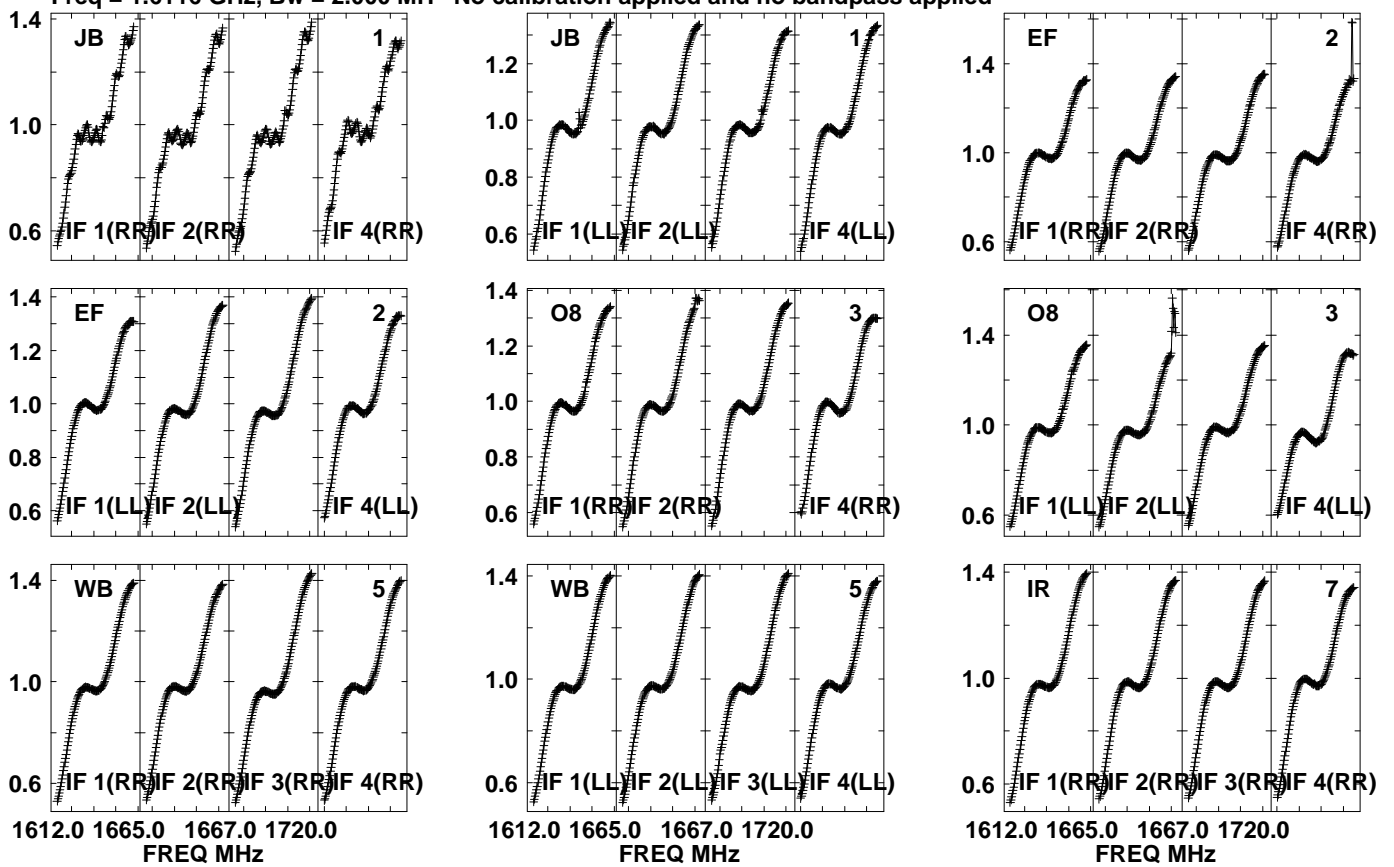 Freq = GHz, Bw = 2.000 MH No calibration applied and no bandpass applied
1.4
JB 1
1.0
0.6
IF 1(RR) IF 2(RR) IF 4(RR)
JB 1
1.2
1.0
0.8
0.6
IF 1(LL) IF 2(LL) IF 4(LL)
EF 2
1.4
1.0
0.6
IF 1(RR) IF 2(RR) IF 4(RR)
1.4
EF 2
1.2
1.0
0.8
0.6
IF 1(LL) IF 2(LL) IF 4(LL)
1.4
O8 3
1.2
1.0
0.8
0.6
IF 1(RR) IF 2(RR) IF 4(RR)
O8 3
1.4
1.0
0.6
IF 1(LL) IF 2(LL) IF 4(LL)
WB 5
1.4
1.0
0.6
IF 1(RR) IF 2(RR) IF 3(RR) IF 4(RR)
1612.0 1665.0 1667.0 1720.0
FREQ MHz
WB 5
1.4
1.0
0.6
IF 1(LL) IF 2(LL) IF 3(LL) IF 4(LL)
1612.0 1665.0 1667.0 1720.0
FREQ MHz
IR 7
1.4
1.0
0.6
IF 1(RR) IF 2(RR) IF 3(RR) IF 4(RR)
1612.0 1665.0 1667.0 1720.0
FREQ MHz